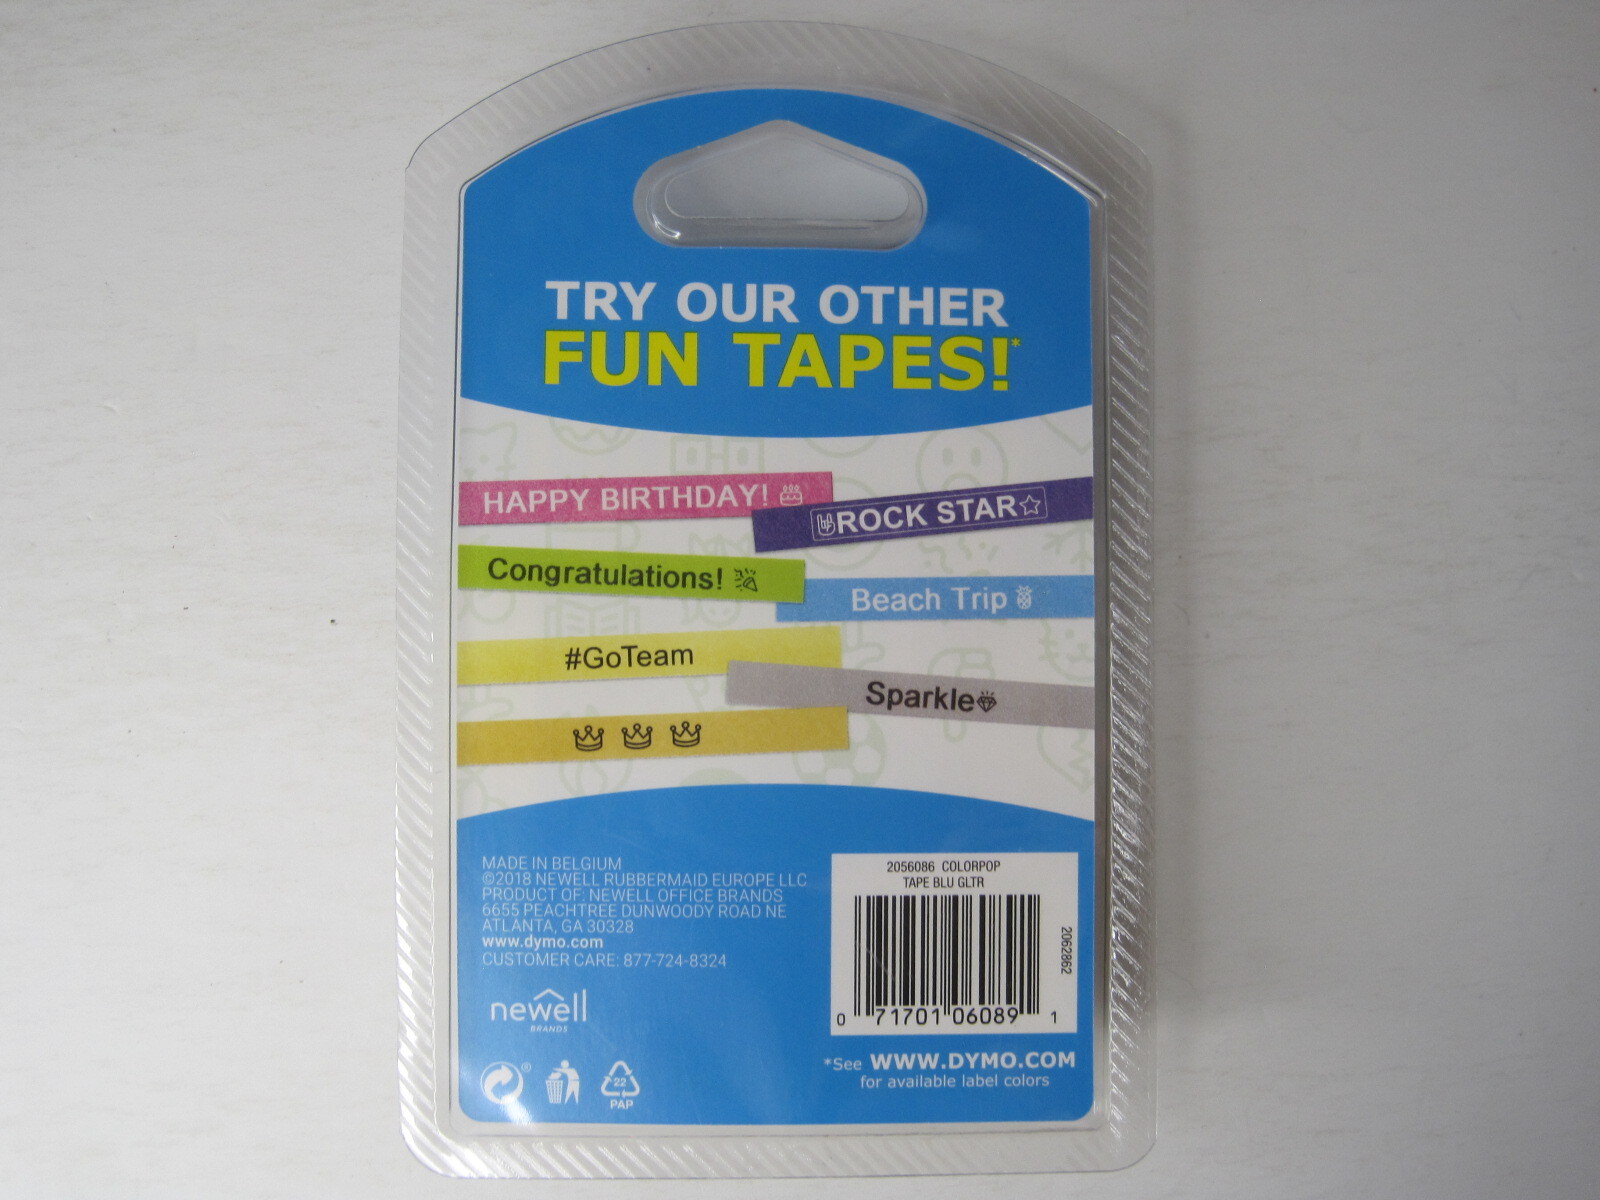 TRY OUR OTHER
FUN TAPES!*
HAPPY BIRTHDAY!
ROCK STAR
Congratulations!
Beach Trip
#GoTeam
Sparkle
MADE IN BELGIUM
©2018 NEWELL RUBBERMAID EUROPE LLC
PRODUCT OF: NEWELL OFFICE BRANDS
6655 PEACHTREE DUNWOODY ROAD NE
ATLANTA, GA 30328
www.dymo.com
CUSTOMER CARE: 877-724-8324
newell
BRANDS
®
22
PAP
2056086 COLORPOP
TAPE BLU GLTR
2062862
0 71701 06089 1
*See WWW.DYMO.COM
for available label colors